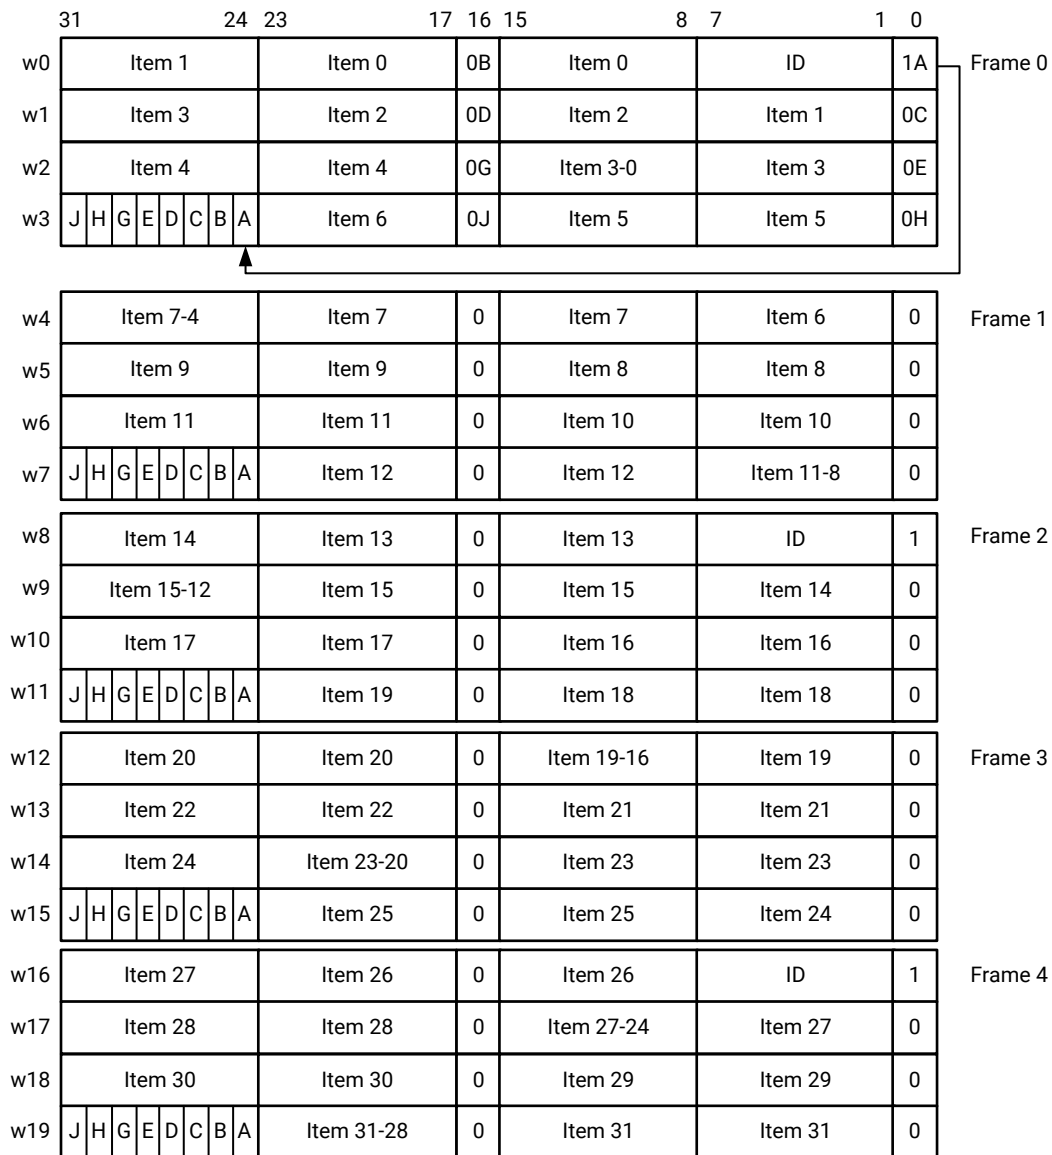 31 24 23 17 16 15 8 7 1 0
w0 Item 1 Item 0 0B Item 0 ID 1A Frame 0
w1 Item 3 Item 2 0D Item 2 Item 1 0C
w2 Item 4 Item 4 0G Item 3-0 Item 3 0E
w3 J H G E D C B A Item 6 0J Item 5 Item 5 0H
w4 Item 7-4 Item 7 0 Item 7 Item 6 0 Frame 1
w5 Item 9 Item 9 0 Item 8 Item 8 0
w6 Item 11 Item 11 0 Item 10 Item 10 0
w7 J H G E D C B A Item 12 0 Item 12 Item 11-8 0
w8 Item 14 Item 13 0 Item 13 ID 1 Frame 2
w9 Item 15-12 Item 15 0 Item 15 Item 14 0
w10 Item 17 Item 17 0 Item 16 Item 16 0
w11 J H G E D C B A Item 19 0 Item 18 Item 18 0
w12 Item 20 Item 20 0 Item 19-16 Item 19 0 Frame 3
w13 Item 22 Item 22 0 Item 21 Item 21 0
w14 Item 24 Item 23-20 0 Item 23 Item 23 0
w15 J H G E D C B A Item 25 0 Item 25 Item 24 0
w16 Item 27 Item 26 0 Item 26 ID 1 Frame 4
w17 Item 28 Item 28 0 Item 27-24 Item 27 0
w18 Item 30 Item 30 0 Item 29 Item 29 0
w19 J H G E D C B A Item 31-28 0 Item 31 Item 31 0